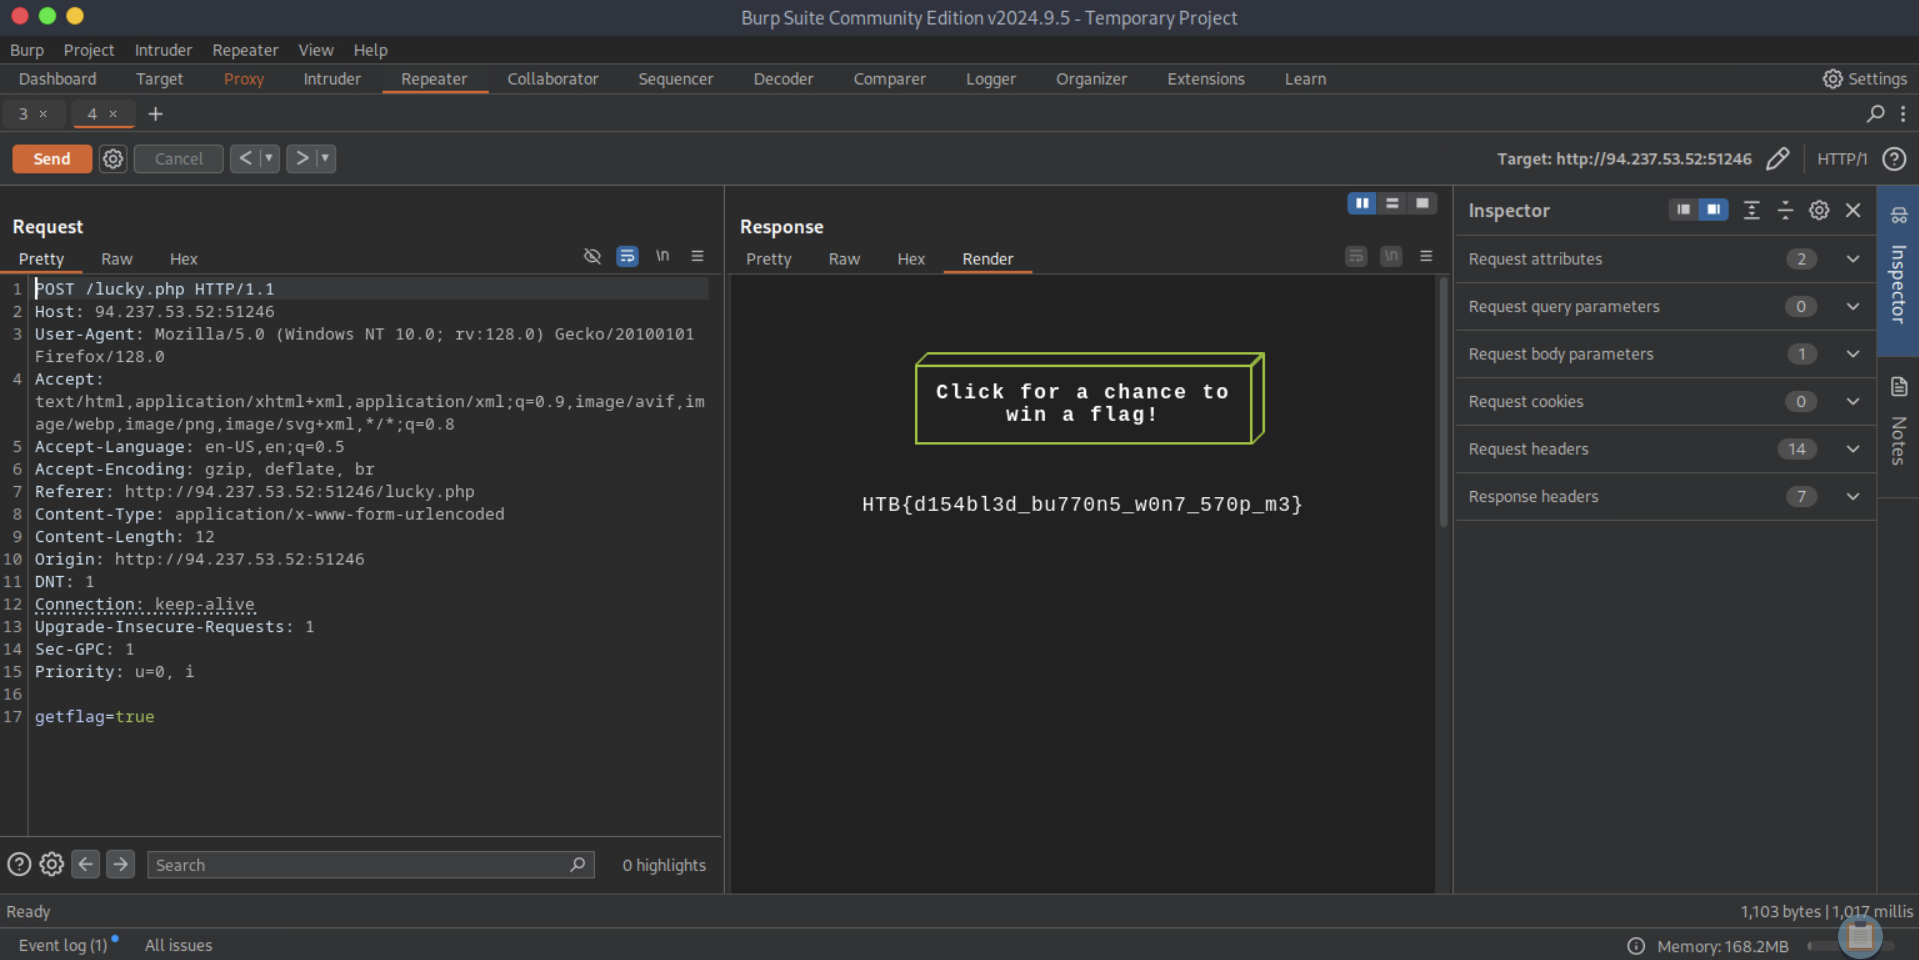 Burp Suite Community Edition v2024.9.5 - Temporary Project
Burp Project Intruder Repeater View Help
Dashboard Target Proxy Intruder Repeater Collaborator Sequencer Decoder Comparer Logger Organizer Extensions Learn Settings
3 × 4 × +
Send Cancel < > Target: http://94.237.53.52:51246 HTTP/1
Request
Pretty Raw Hex \n
1 POST /lucky.php HTTP/1.1
2 Host: 94.237.53.52:51246
3 User-Agent: Mozilla/5.0 (Windows NT 10.0; rv:128.0) Gecko/20100101
Firefox/128.0
4 Accept:
text/html,application/xhtml+xml,application/xml;q=0.9,image/avif,im
age/webp,image/png,image/svg+xml,*/*;q=0.8
5 Accept-Language: en-US,en;q=0.5
6 Accept-Encoding: gzip, deflate, br
7 Referer: http://94.237.53.52:51246/lucky.php
8 Content-Type: application/x-www-form-urlencoded
9 Content-Length: 12
10 Origin: http://94.237.53.52:51246
11 DNT: 1
12 Connection: keep-alive
13 Upgrade-Insecure-Requests: 1
14 Sec-GPC: 1
15 Priority: u=0, i
16
17 getflag=true
Search 0 highlights
Response
Pretty Raw Hex Render \n
Click for a chance to
win a flag!
HTB{d154bl3d_bu770n5_w0n7_570p_m3}
Inspector
Request attributes 2
Request query parameters 0
Request body parameters 1
Request cookies 0
Request headers 14
Response headers 7
Inspector
Notes
Ready 1,103 bytes | 1,017 millis
Event log (1) All issues Memory: 168.2MB